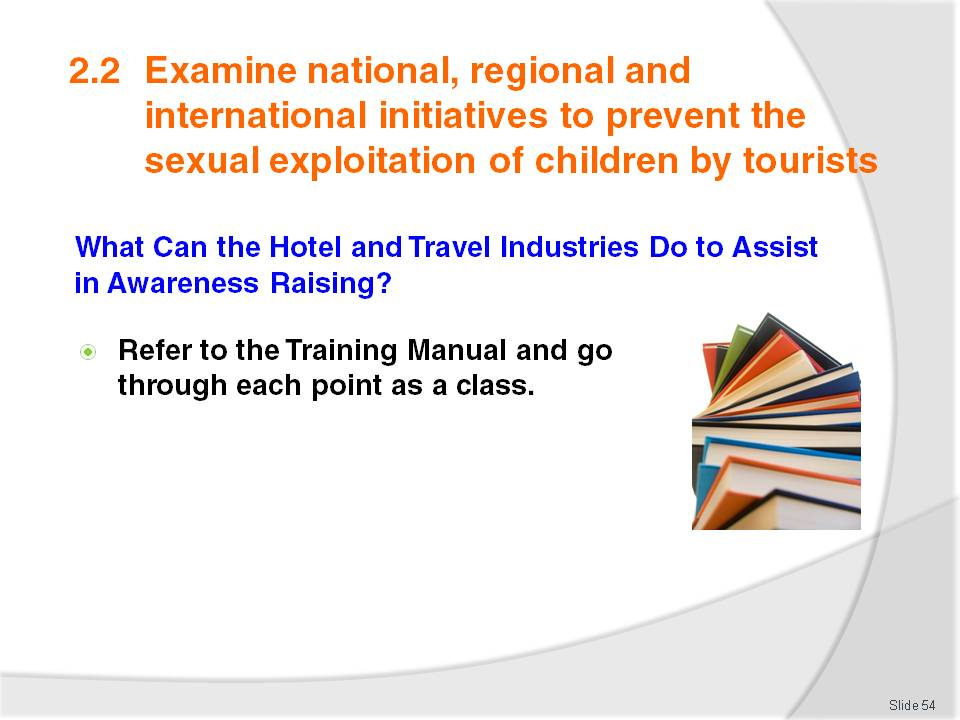 2.2 Examine national, regional and
international initiatives to prevent the
sexual exploitation of children by tourists
What Can the Hotel and Travel Industries Do to Assist
in Awareness Raising?
Refer to the Training Manual and go
through each point as a class.
Slide 54